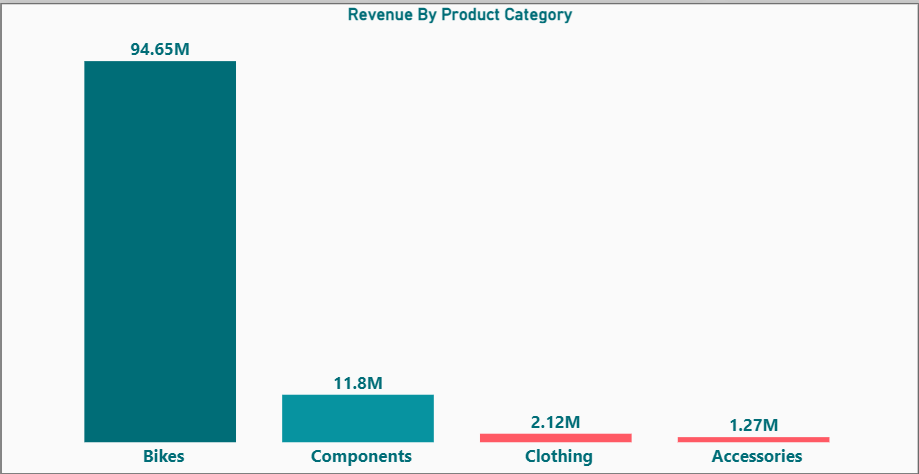 Revenue By Product Category
94.65M
11.8M
2.12M
1.27M
Bikes
Components
Clothing
Accessories